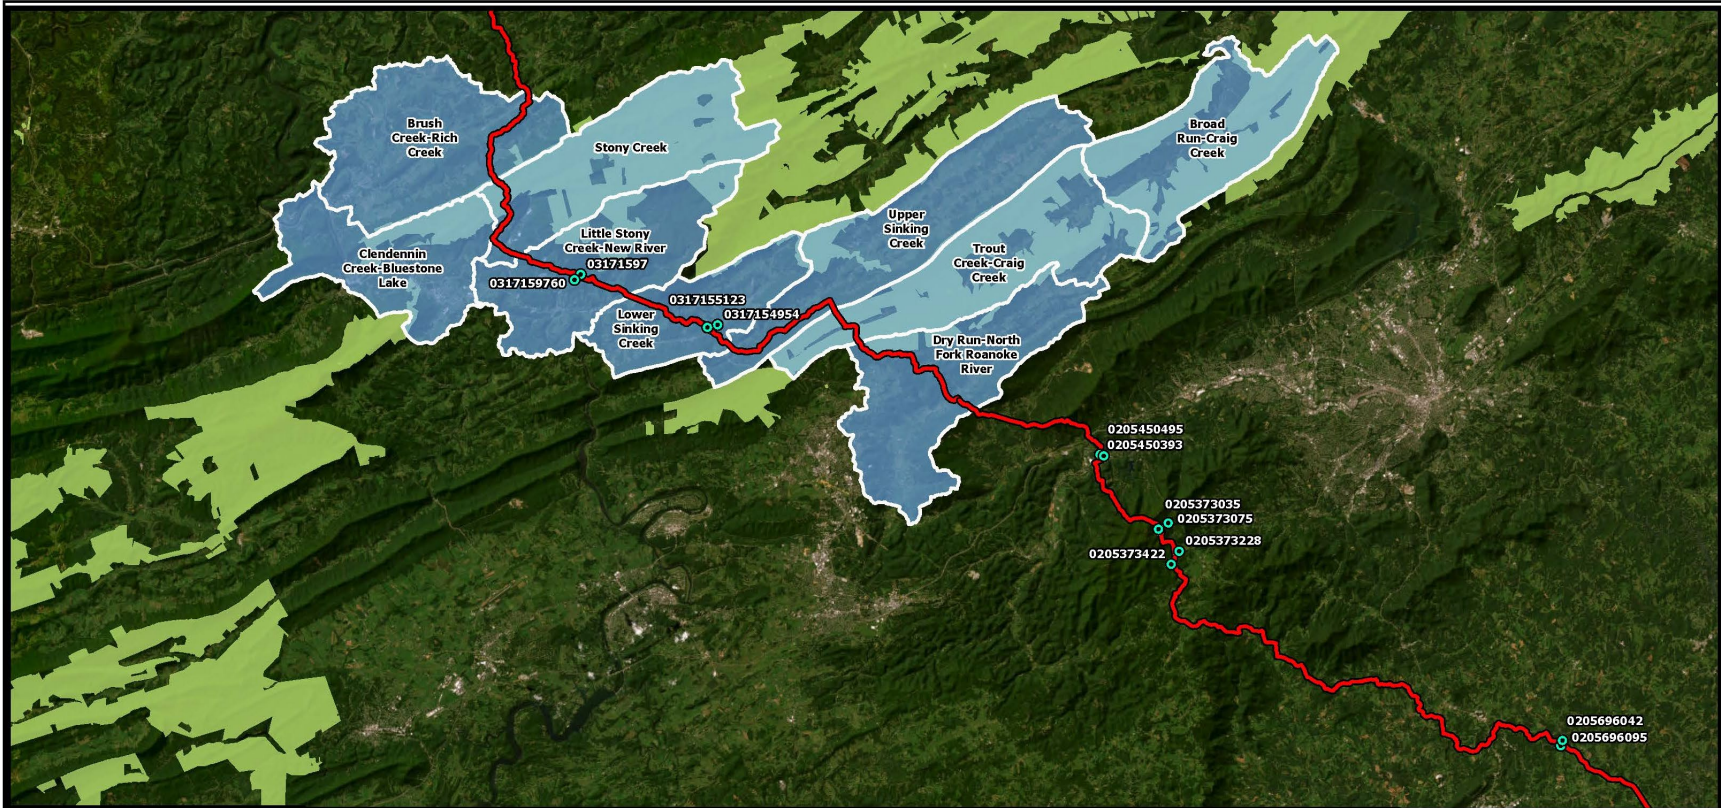 Brush
Creek-Rich
Creek
Stony Creek
Broad
Run-Craig
Creek
Little Stony
Creek-New River
Upper
Sinking
Creek
Clendennin
Creek-Bluestone
Lake
Trout
Creek-Craig
Creek
03171597
0317159760
0317155123
0317154954
Lower
Sinking
Creek
Dry Run-North
Fork Roanoke
River
0205450495
0205450393
0205373035
0205373075
0205373228
0205373422
0205696042
0205696095